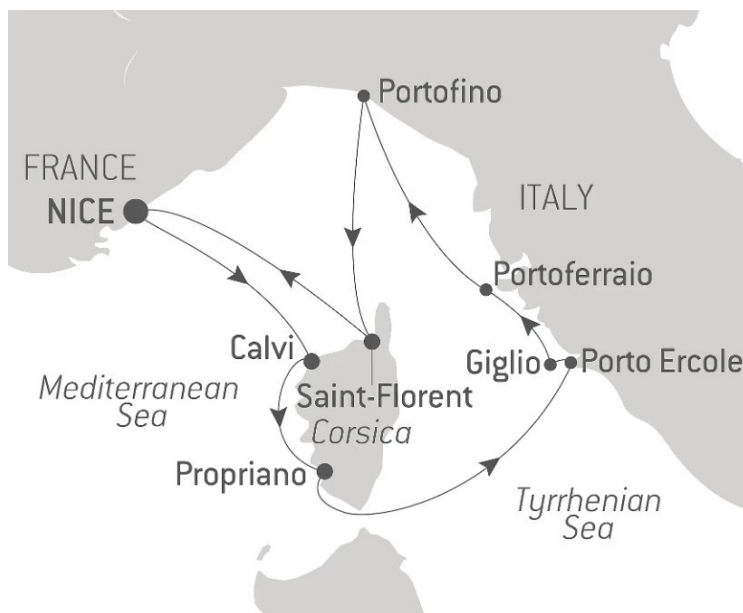 Portofino
FRANCE
NICE
ITALY
Portoferraio
Calvi
Giglio
Porto Ercole
Mediterranean
Sea
Saint-Florent
Corsica
Propriano
Tyrrhenian
Sea